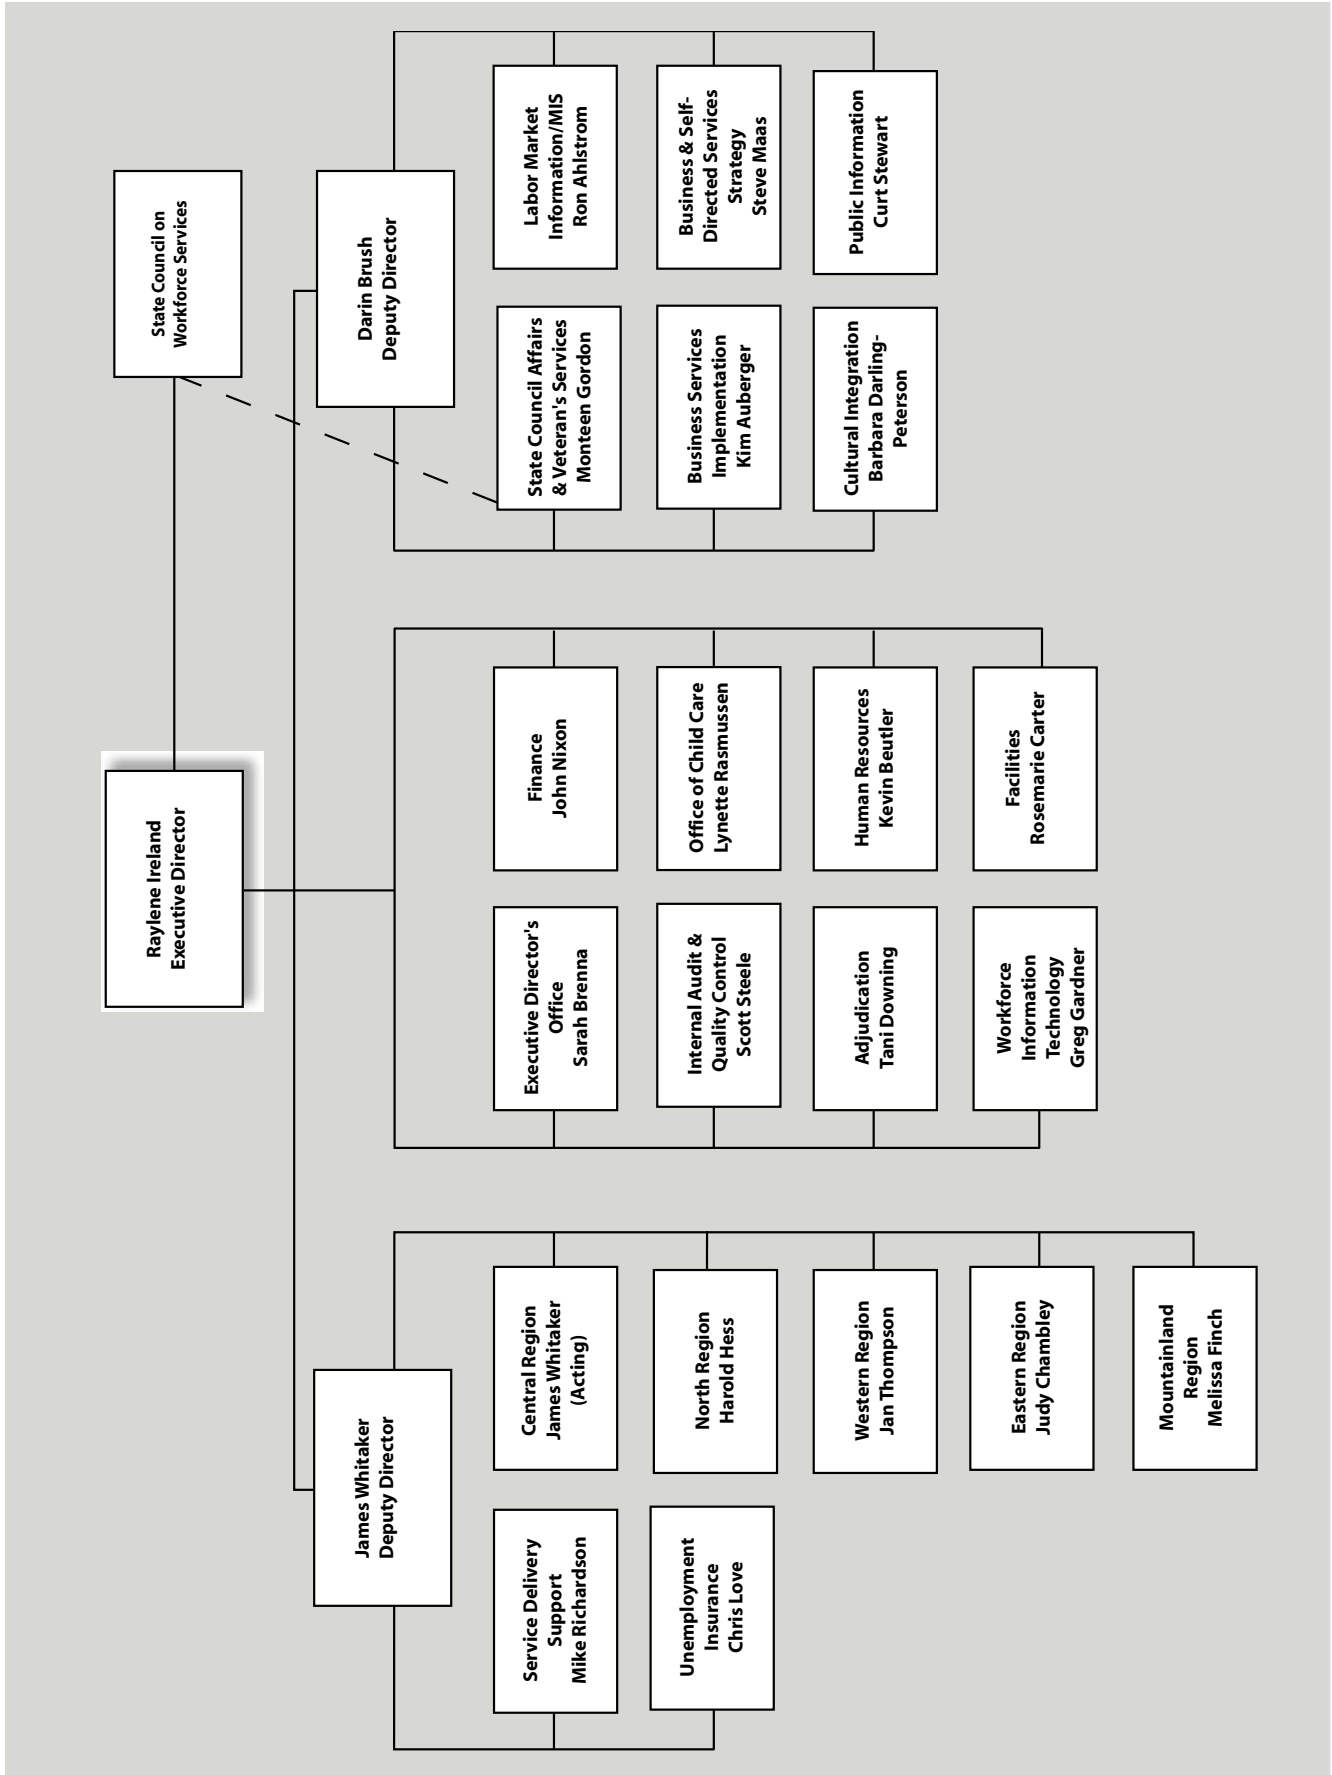 Raylene Ireland
Executive Director
State Council on
Workforce Services
James Whitaker
Deputy Director
Service Delivery
Support
Mike Richardson
Unemployment
Insurance
Chris Love
Central Region
James Whitaker
(Acting)
North Region
Harold Hess
Western Region
Jan Thompson
Eastern Region
Judy Chambley
Mountainland
Region
Melissa Finch
Executive Director's
Office
Sarah Brenna
Internal Audit &
Quality Control
Scott Steele
Adjudication
Tani Downing
Workforce
Information
Technology
Greg Gardner
Finance
John Nixon
Office of Child Care
Lynette Rasmussen
Human Resources
Kevin Beutler
Facilities
Rosemarie Carter
Darin Brush
Deputy Director
State Council Affairs
& Veteran's Services
Monteen Gordon
Business Services
Implementation
Kim Auberger
Cultural Integration
Barbara Darling-
Peterson
Labor Market
Information/MIS
Ron Ahlstrom
Business & Self-
Directed Services
Strategy
Steve Maas
Public Information
Curt Stewart